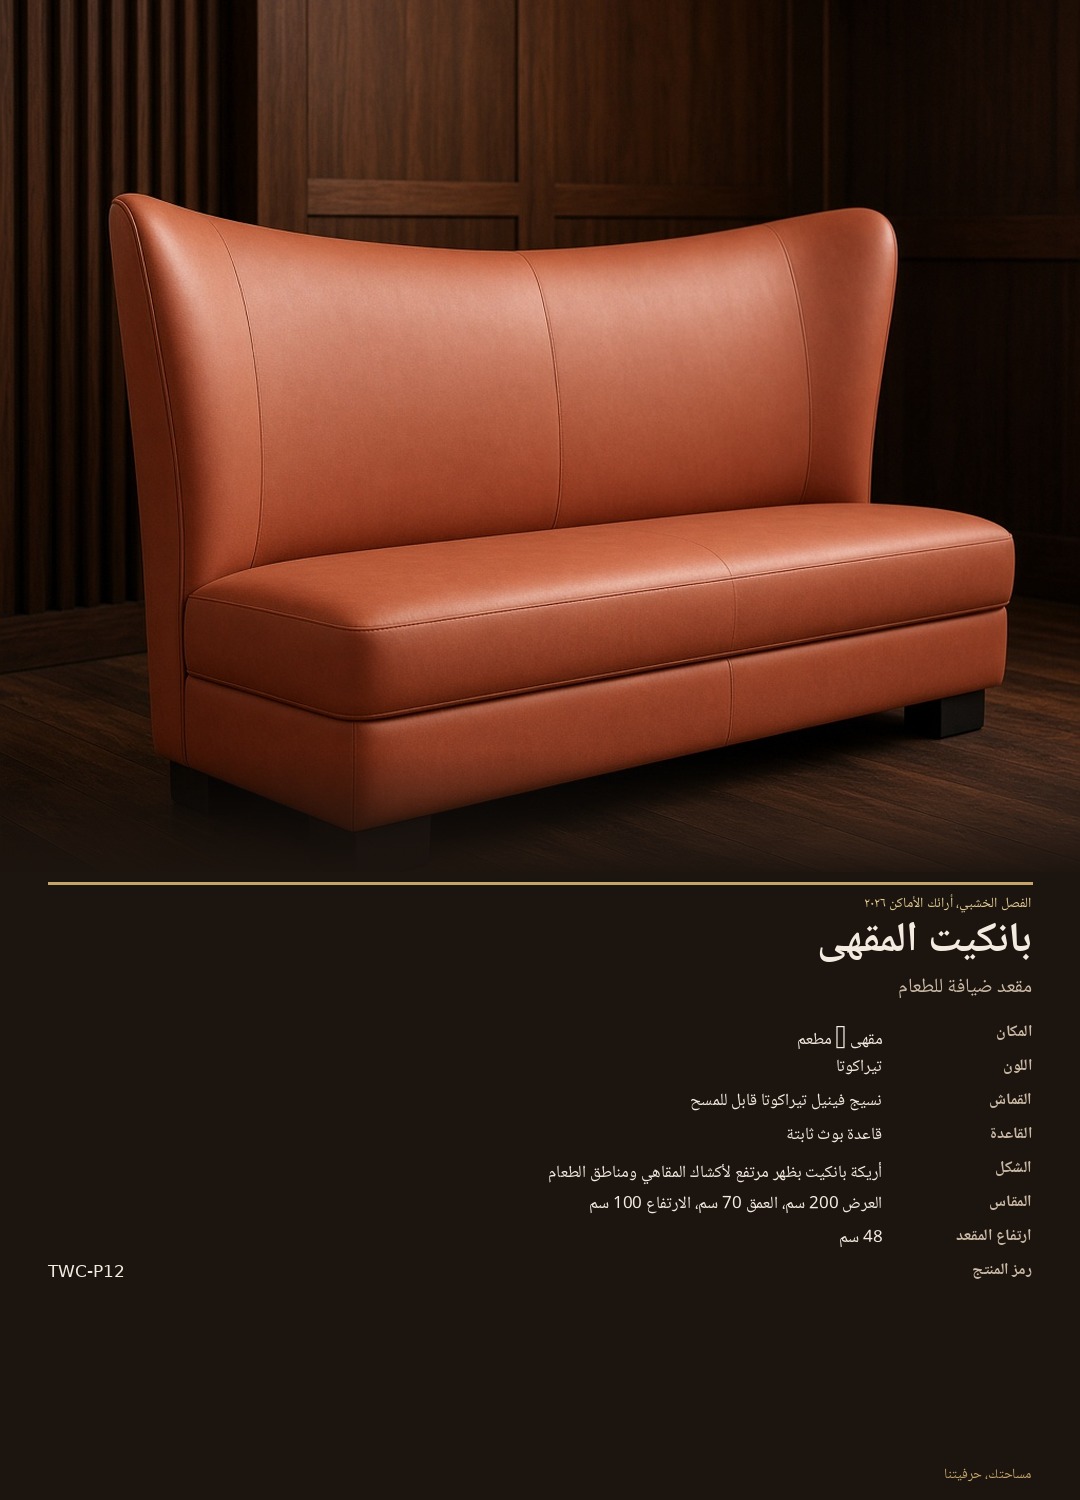 الفصل الخشبي، أرائك الأماكن ٢٠٢٦
بانكيت المقهى
مقعد ضيافة للطعام
المكان مقهى ▯ مطعم
اللون تيراكوتا
القماش نسيج فينيل تيراكوتا قابل للمسح
القاعدة قاعدة بوث ثابتة
الشكل أريكة بانكيت بظهر مرتفع لأكشاك المقاهي ومناطق الطعام
المقاس العرض 200 سم، العمق 70 سم، الارتفاع 100 سم
ارتفاع المقعد 48 سم
رمز المنتج TWC-P12
مساحتك، حرفيتنا